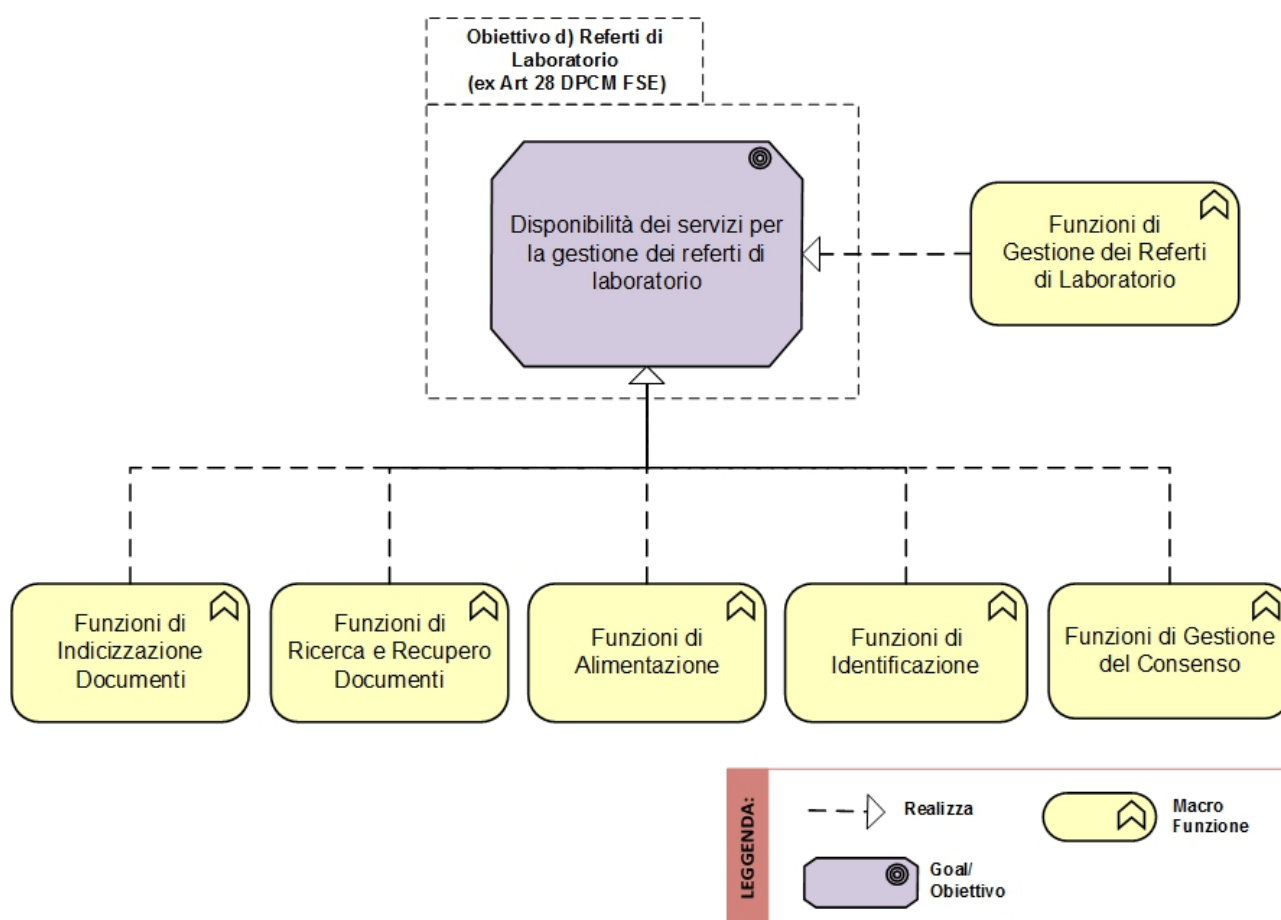 Obiettivo d) Referti di
Laboratorio
(ex Art 28 DPCM FSE)
Disponibilità dei servizi per
la gestione dei referti di
laboratorio
Funzioni di
Gestione dei Referti
di Laboratorio
Funzioni di
Indicizzazione
Documenti
Funzioni di
Ricerca e Recupero
Documenti
Funzioni di
Alimentazione
Funzioni di
Identificazione
Funzioni di Gestione
del Consenso
LEGGENDA:
Realizza
Macro
Funzione
Goal/
Obiettivo